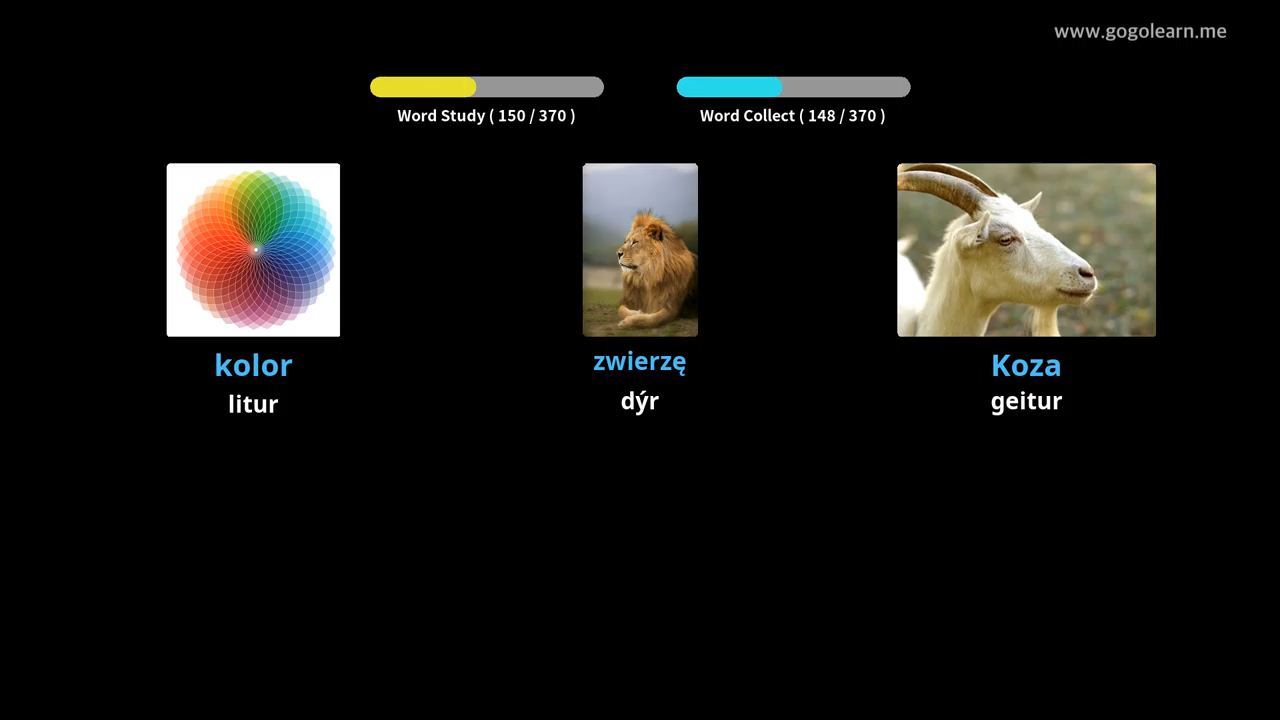 www.gogolearn.me
Word Study ( 150 / 370 )
Word Collect ( 148 / 370 )
kolor
zwierzę
Koza
litur
dýr
geitur